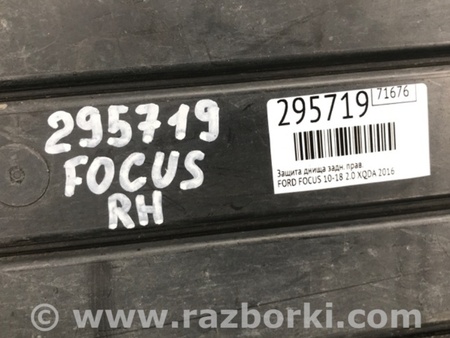 295719
FOCUS
RH
295719 71676
Защита днища задн. прав.
FORD FOCUS 10-18 2.0 XQDA 2016
© www.razborki.com